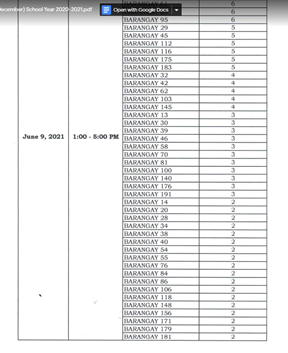 ecember) School Year 2020-2021.pdf Open with Google Docs
6
6
BARANGAY 95 6
BARANGAY 29 5
BARANGAY 45 5
BARANGAY 112 5
BARANGAY 116 5
BARANGAY 175 5
BARANGAY 183 5
BARANGAY 32 4
BARANGAY 42 4
BARANGAY 62 4
BARANGAY 103 4
BARANGAY 145 4
BARANGAY 13 3
BARANGAY 30 3
BARANGAY 39 3
June 9, 2021 1:00 - 5:00 PM BARANGAY 46 3
BARANGAY 58 3
BARANGAY 70 3
BARANGAY 81 3
BARANGAY 100 3
BARANGAY 140 3
BARANGAY 176 3
BARANGAY 191 3
BARANGAY 14 2
BARANGAY 20 2
BARANGAY 28 2
BARANGAY 34 2
BARANGAY 38 2
BARANGAY 40 2
BARANGAY 54 2
BARANGAY 55 2
BARANGAY 76 2
BARANGAY 84 2
BARANGAY 86 2
BARANGAY 106 2
BARANGAY 118 2
BARANGAY 148 2
BARANGAY 156 2
BARANGAY 171 2
BARANGAY 179 2
BARANGAY 181 2